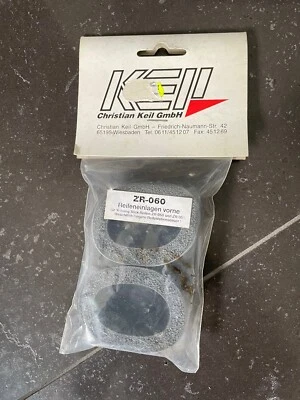 KEIL
Christian Keil GmbH
Christian Keil GmbH – Friedrich-Naumann-Str. 42
65195 Wiesbaden Tel. 0611/451207 Fax 451269
ZR-060
Reifeneinlagen vorne